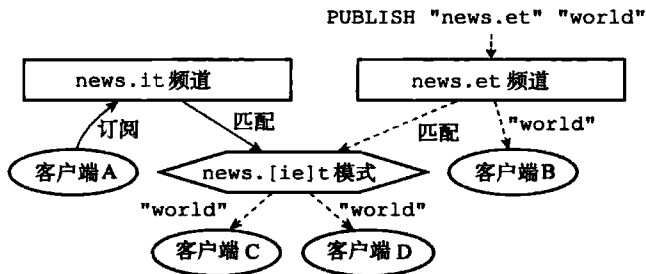 PUBLISH "news.et" "world"
news.it 频道
news.et 频道
订阅
匹配
匹配
"world"
客户端A
news.[ie]t 模式
客户端B
"world"
"world"
客户端 C
客户端 D